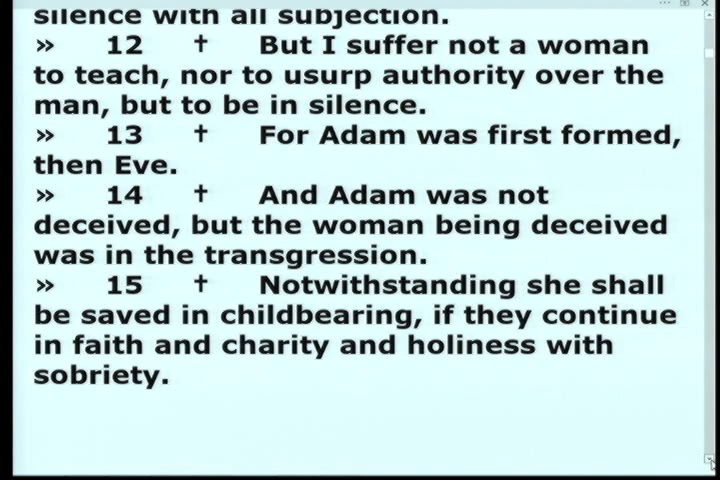 silence with all subjection.
» 12 † But I suffer not a woman
to teach, nor to usurp authority over the
man, but to be in silence.
» 13 † For Adam was first formed,
then Eve.
» 14 † And Adam was not
deceived, but the woman being deceived
was in the transgression.
» 15 † Notwithstanding she shall
be saved in childbearing, if they continue
in faith and charity and holiness with
sobriety.